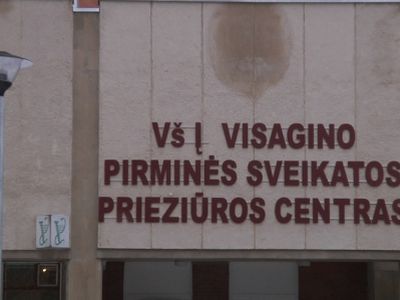 VšĮ VISAGINO
PIRMINĖS SVEIKATOS
PRIEŽIŪROS CENTRAS